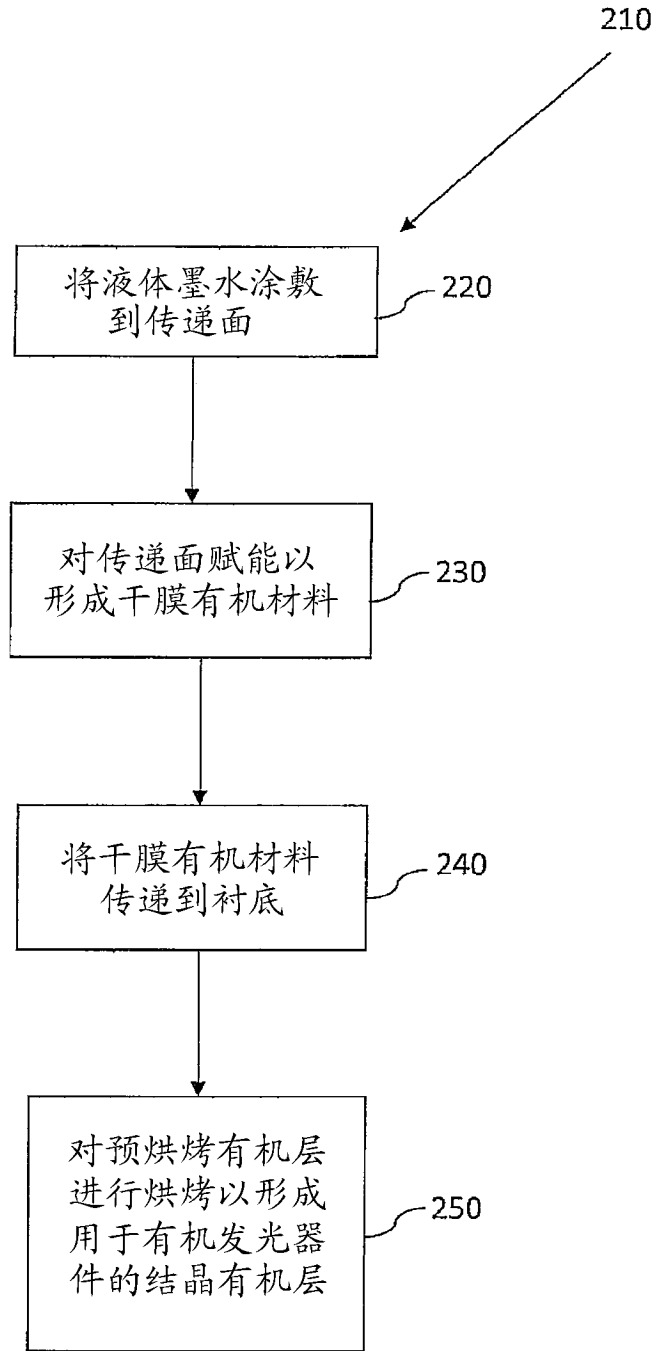 210
将液体墨水涂敷
到传递面
220
对传递面赋能以
形成干膜有机材料
230
将干膜有机材料
传递到衬底
240
对预烘烤有机层
进行烘烤以形成
用于有机发光器
件的结晶有机层
250